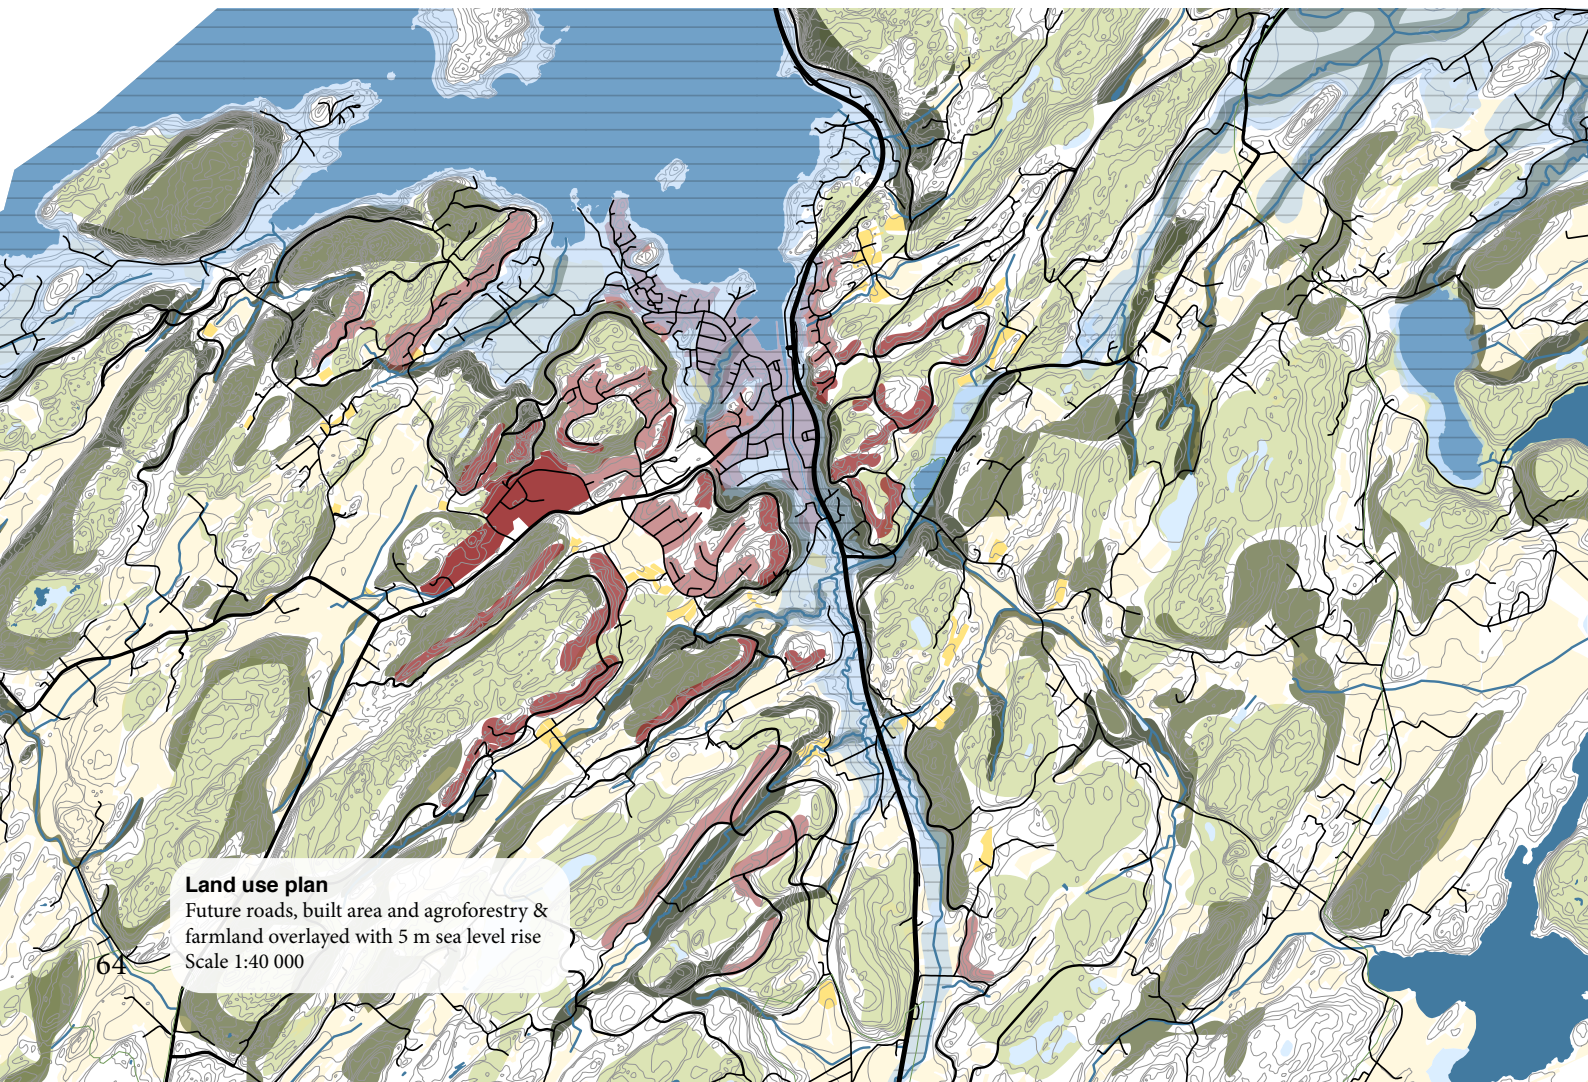 Land use plan
Future roads, built area and agroforestry &
farmland overlayed with 5 m sea level rise
Scale 1:40 000
64